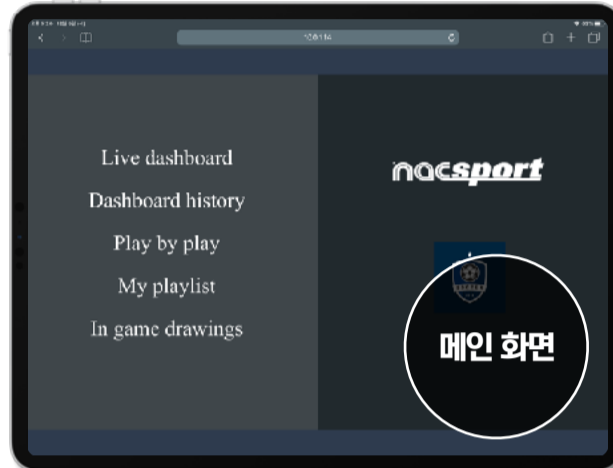 Live dashboard
Dashboard history
Play by play
My playlist
In game drawings
nacsport
메인 화면